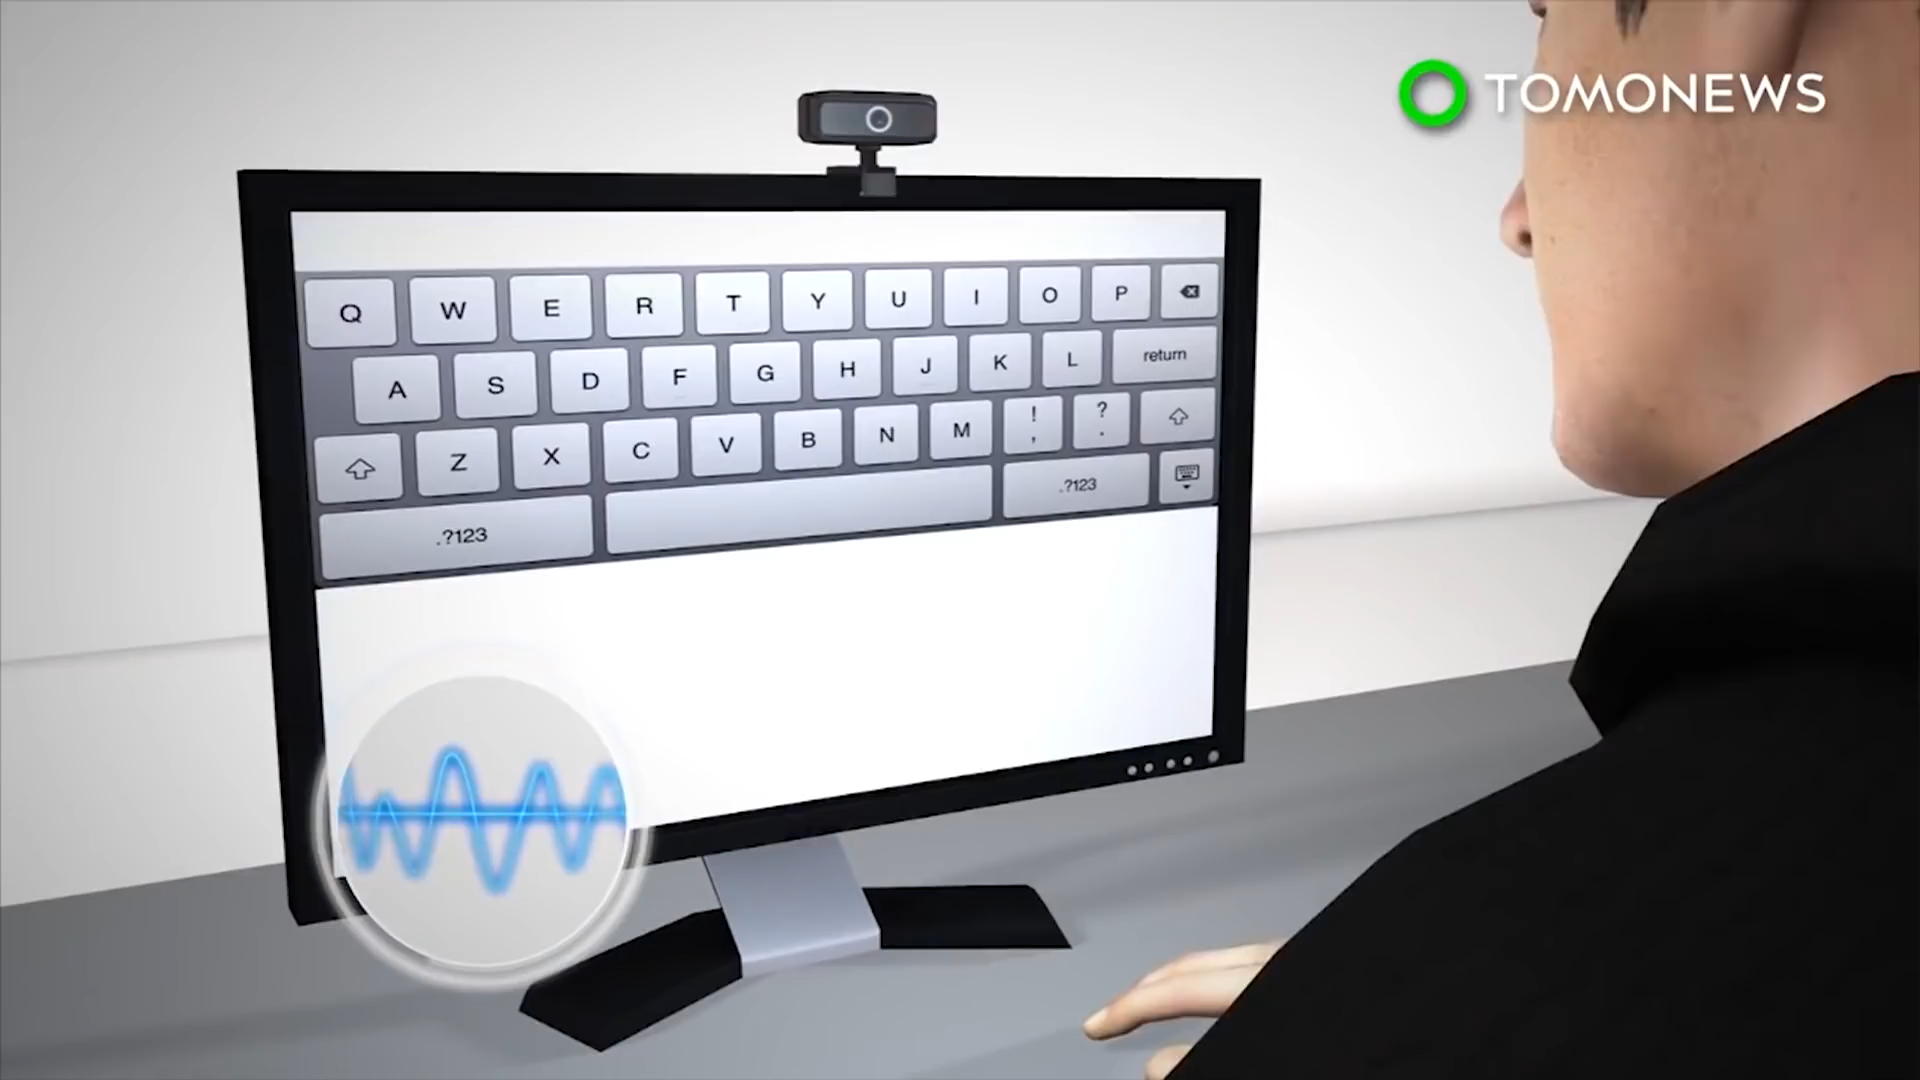 TOMONEWS
Q W E R T Y U I O P
A S D F G H J K L return
Z X C V B N M ! , ? .
.?123 .?123